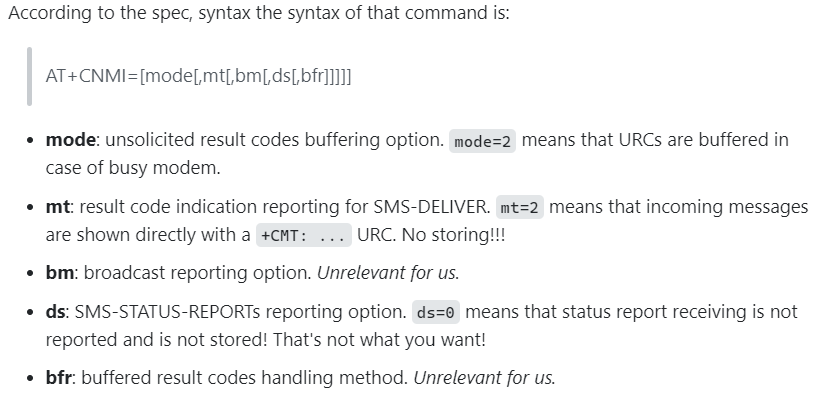 According to the spec, syntax the syntax of that command is:
AT+CNMI=[mode[,mt[,bm[,ds[,bfr]]]]]
• mode: unsolicited result codes buffering option. mode=2 means that URCs are buffered in
case of busy modem.
• mt: result code indication reporting for SMS-DELIVER. mt=2 means that incoming messages
are shown directly with a +CMT: ... URC. No storing!!!
• bm: broadcast reporting option. Unrelevant for us.
• ds: SMS-STATUS-REPORTs reporting option. ds=0 means that status report receiving is not
reported and is not stored! That's not what you want!
• bfr: buffered result codes handling method. Unrelevant for us.